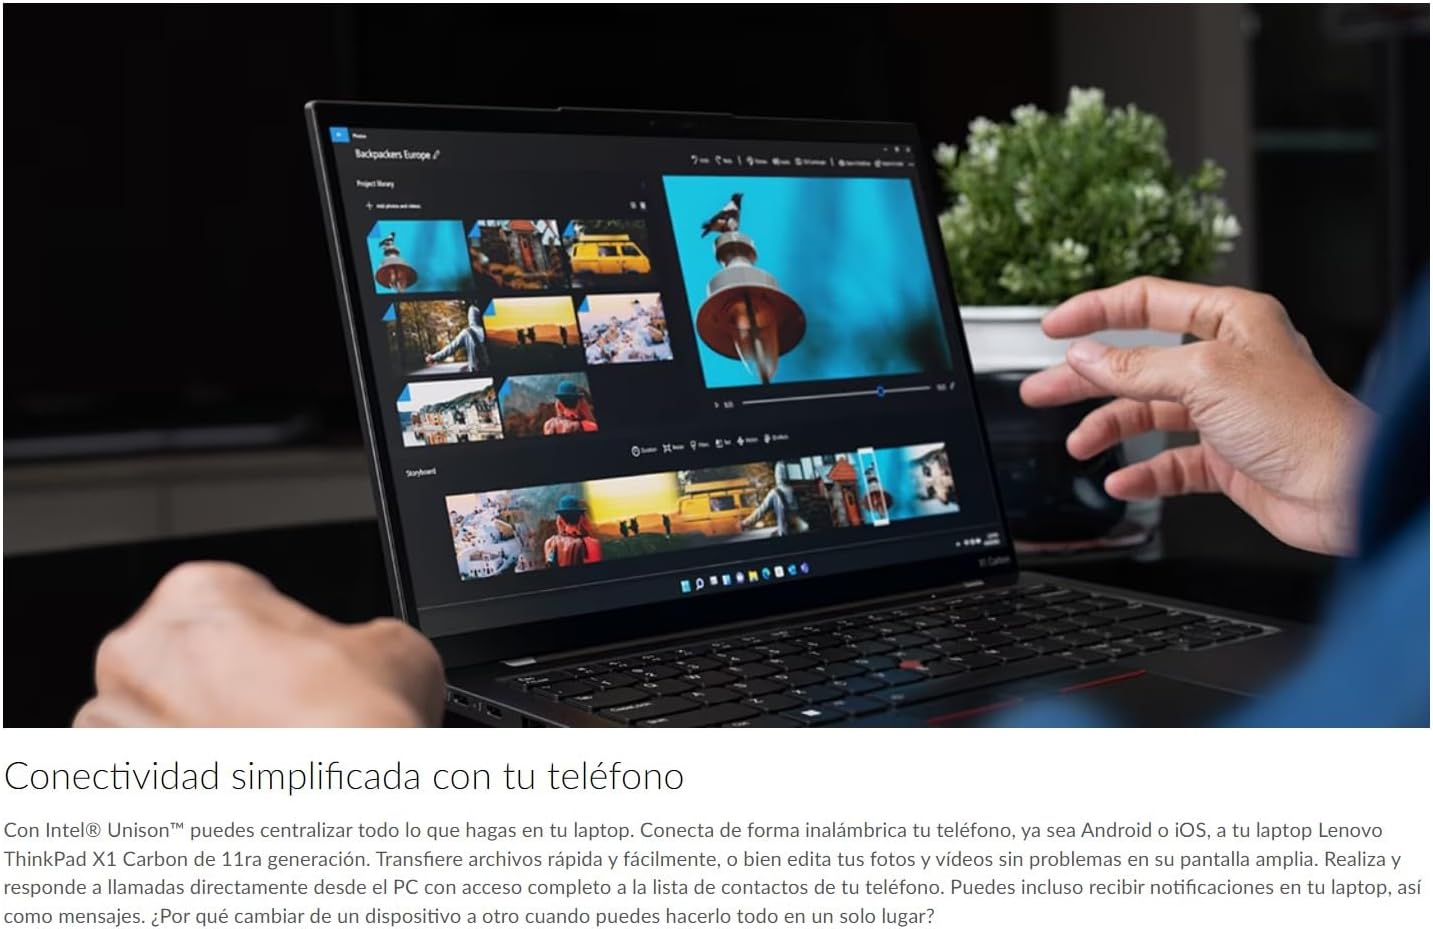 Backpackers Europe
Project library
Add photos and videos
Storyboard
X1 Carbon
Conectividad simplificada con tu teléfono
Con Intel® Unison™ puedes centralizar todo lo que hagas en tu laptop. Conecta de forma inalámbrica tu teléfono, ya sea Android o iOS, a tu laptop Lenovo
ThinkPad X1 Carbon de 11ra generación. Transfiere archivos rápida y fácilmente, o bien edita tus fotos y vídeos sin problemas en su pantalla amplia. Realiza y
responde a llamadas directamente desde el PC con acceso completo a la lista de contactos de tu teléfono. Puedes incluso recibir notificaciones en tu laptop, así
como mensajes. ¿Por qué cambiar de un dispositivo a otro cuando puedes hacerlo todo en un solo lugar?